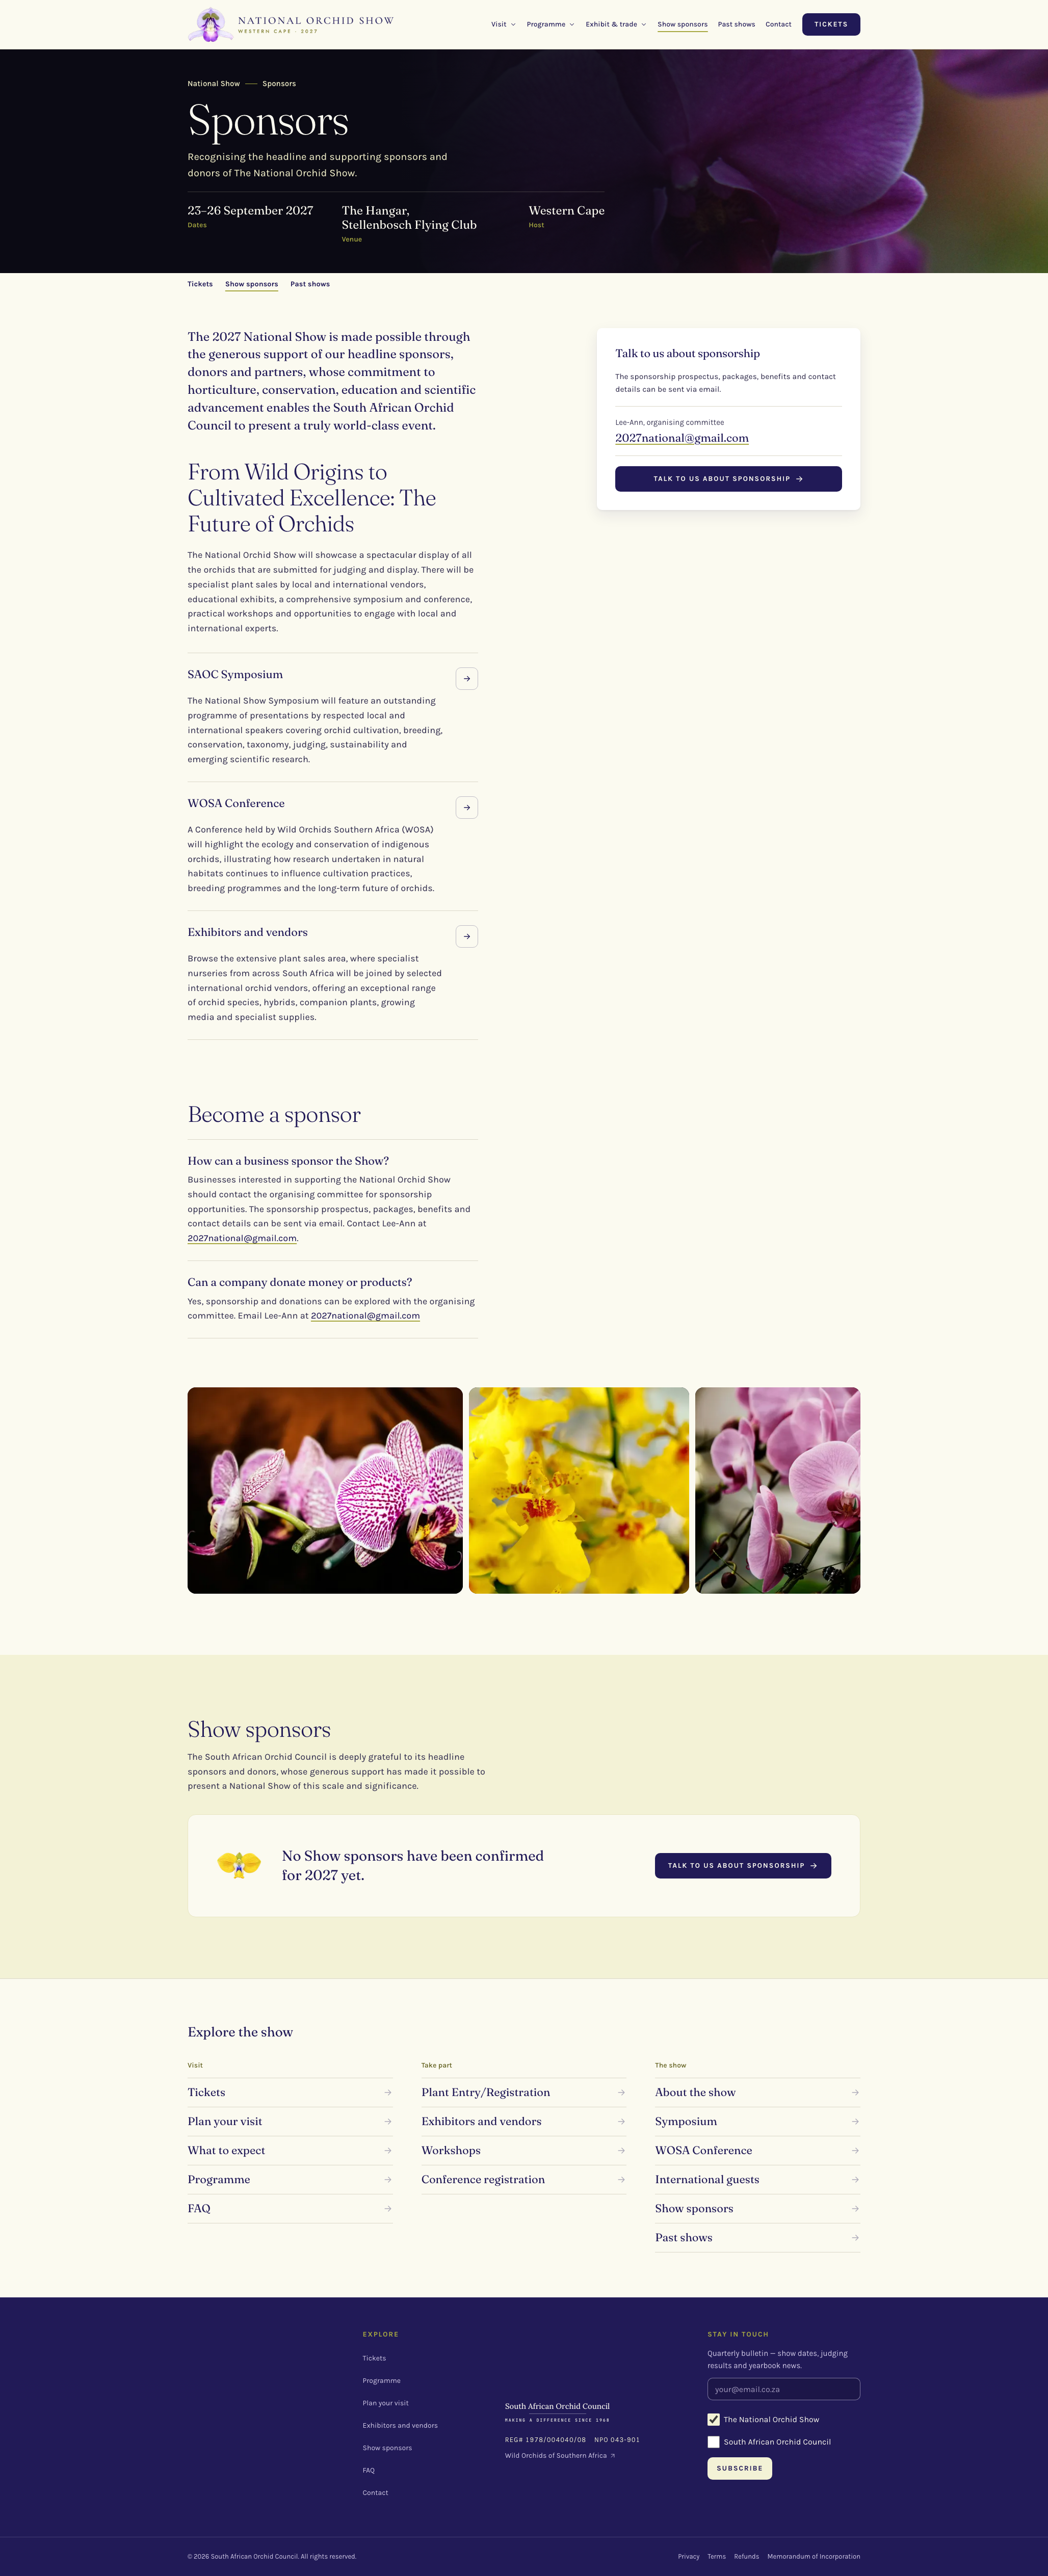 NATIONAL ORCHID SHOW
WESTERN CAPE · 2027
Visit
Programme
Exhibit & trade
Show sponsors
Past shows
Contact
TICKETS
National Show — Sponsors
Sponsors
Recognising the headline and supporting sponsors and
donors of The National Orchid Show.
23–26 September 2027
Dates
The Hangar,
Stellenbosch Flying Club
Venue
Western Cape
Host
Tickets
Show sponsors
Past shows
The 2027 National Show is made possible through
the generous support of our headline sponsors,
donors and partners, whose commitment to
horticulture, conservation, education and scientific
advancement enables the South African Orchid
Council to present a truly world-class event.
Talk to us about sponsorship
The sponsorship prospectus, packages, benefits and contact
details can be sent via email.
Lee-Ann, organising committee
2027national@gmail.com
TALK TO US ABOUT SPONSORSHIP →
From Wild Origins to
Cultivated Excellence: The
Future of Orchids
The National Orchid Show will showcase a spectacular display of all
the orchids that are submitted for judging and display. There will be
specialist plant sales by local and international vendors,
educational exhibits, a comprehensive symposium and conference,
practical workshops and opportunities to engage with local and
international experts.
SAOC Symposium
→
The National Show Symposium will feature an outstanding
programme of presentations by respected local and
international speakers covering orchid cultivation, breeding,
conservation, taxonomy, judging, sustainability and
emerging scientific research.
WOSA Conference
→
A Conference held by Wild Orchids Southern Africa (WOSA)
will highlight the ecology and conservation of indigenous
orchids, illustrating how research undertaken in natural
habitats continues to influence cultivation practices,
breeding programmes and the long-term future of orchids.
Exhibitors and vendors
→
Browse the extensive plant sales area, where specialist
nurseries from across South Africa will be joined by selected
international orchid vendors, offering an exceptional range
of orchid species, hybrids, companion plants, growing
media and specialist supplies.
Become a sponsor
How can a business sponsor the Show?
Businesses interested in supporting the National Orchid Show
should contact the organising committee for sponsorship
opportunities. The sponsorship prospectus, packages, benefits and
contact details can be sent via email. Contact Lee-Ann at
2027national@gmail.com.
Can a company donate money or products?
Yes, sponsorship and donations can be explored with the organising
committee. Email Lee-Ann at 2027national@gmail.com
Show sponsors
The South African Orchid Council is deeply grateful to its headline
sponsors and donors, whose generous support has made it possible to
present a National Show of this scale and significance.
No Show sponsors have been confirmed
for 2027 yet.
TALK TO US ABOUT SPONSORSHIP →
Explore the show
Visit
Tickets →
Plan your visit →
What to expect →
Programme →
FAQ →
Take part
Plant Entry/Registration →
Exhibitors and vendors →
Workshops →
Conference registration →
The show
About the show →
Symposium →
WOSA Conference →
International guests →
Show sponsors →
Past shows →
EXPLORE
Tickets
Programme
Plan your visit
Exhibitors and vendors
Show sponsors
FAQ
Contact
South African Orchid Council
MAKING A DIFFERENCE SINCE 1968
REG# 1978/004040/08 NPO 043-901
Wild Orchids of Southern Africa ↗
STAY IN TOUCH
Quarterly bulletin — show dates, judging
results and yearbook news.
your@email.co.za
The National Orchid Show
South African Orchid Council
SUBSCRIBE
© 2026 South African Orchid Council. All rights reserved.
Privacy
Terms
Refunds
Memorandum of Incorporation